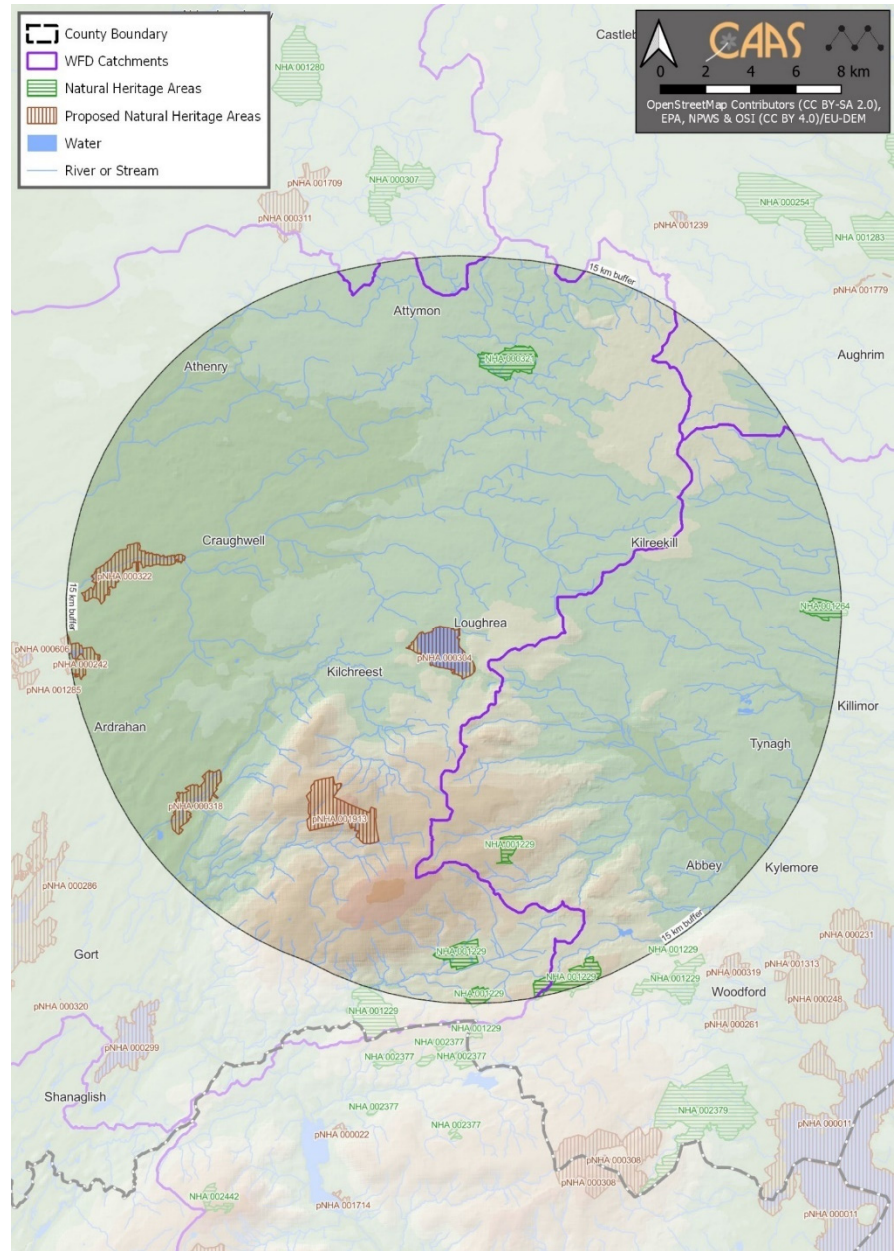 County Boundary
WFD Catchments
Natural Heritage Areas
Proposed Natural Heritage Areas
Water
River or Stream
CAAS
0 2 4 6 8 km
OpenStreetMap Contributors (CC BY-SA 2.0),
EPA, NPWS & OSI (CC BY 4.0)/EU-DEM
NHA 001280
pNHA 001709
NHA 000307
pNHA 000311
NHA 000254
pNHA 001239
NHA 001283
15 km buffer
pNHA 001779
Attymon
Aughrim
NHA 000321
Athenry
Craughwell
Kilreekill
pNHA 000322
15 km buffer
Loughrea
pNHA 000606
pNHA 000242
pNHA 000304
Kilchreest
pNHA 001285
Killimor
Ardrahan
Tynagh
pNHA 000318
pNHA 001913
NHA 001229
Abbey
Kylemore
pNHA 000286
15 km buffer
pNHA 000231
Gort
NHA 001229
NHA 001229
NHA 001229
pNHA 000319
pNHA 001313
NHA 001229
Woodford
pNHA 000248
pNHA 000320
NHA 001229
pNHA 000261
NHA 001229
pNHA 000299
NHA 002377
NHA 002377
NHA 002377
Shanaglish
NHA 002377
NHA 002379
pNHA 000022
NHA 002377
pNHA 000011
pNHA 000308
pNHA 000308
NHA 002442
pNHA 001714
pNHA 000011